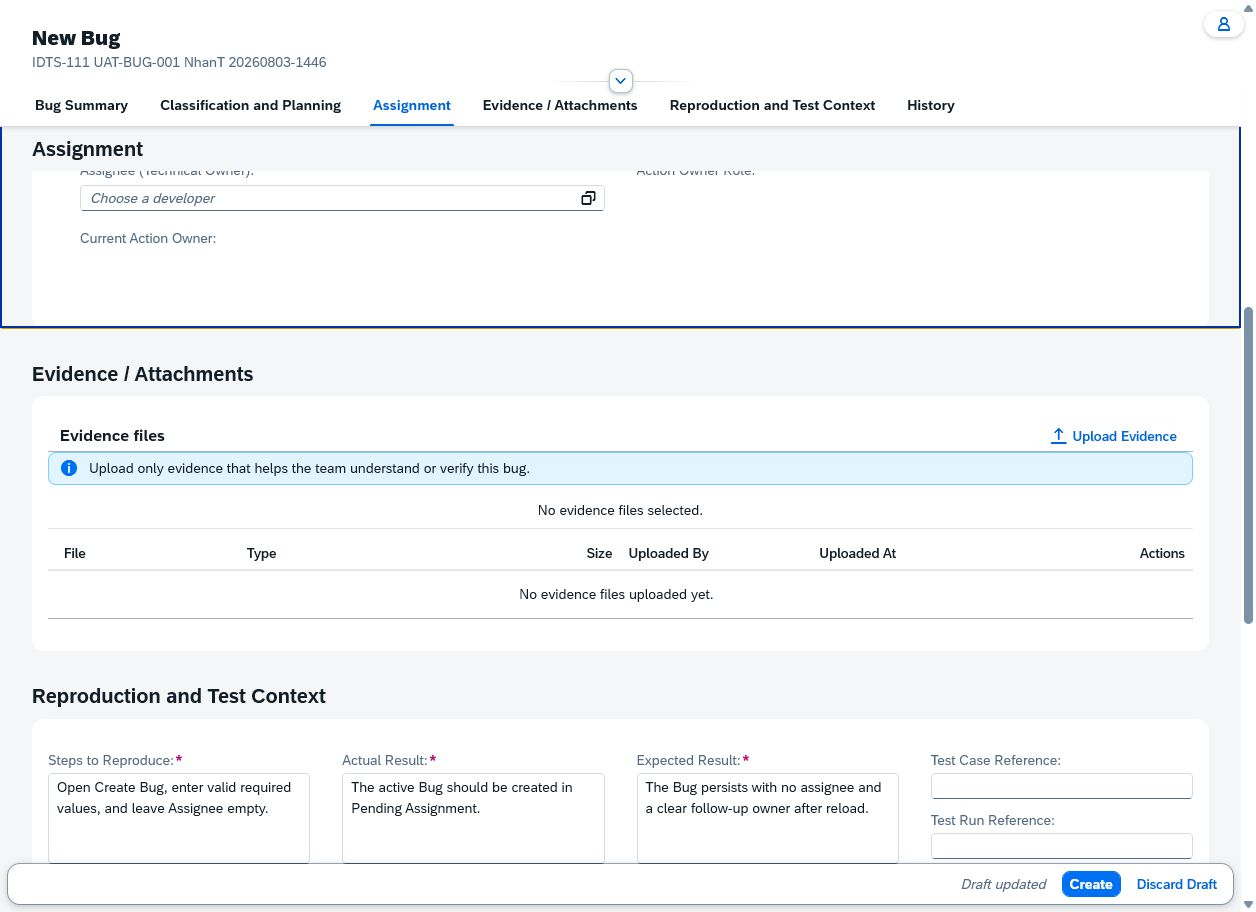 New Bug
IDTS-111 UAT-BUG-001 NhanT 20260803-1446
Bug Summary
Classification and Planning
Assignment
Evidence / Attachments
Reproduction and Test Context
History
Assignment
Assignee (Technical Owner):
Action Owner Role:
Choose a developer
Current Action Owner:
Evidence / Attachments
Evidence files
Upload Evidence
Upload only evidence that helps the team understand or verify this bug.
No evidence files selected.
File
Type
Size
Uploaded By
Uploaded At
Actions
No evidence files uploaded yet.
Reproduction and Test Context
Steps to Reproduce:*
Actual Result:*
Expected Result:*
Test Case Reference:
Open Create Bug, enter valid required
values, and leave Assignee empty.
The active Bug should be created in
Pending Assignment.
The Bug persists with no assignee and
a clear follow-up owner after reload.
Test Run Reference:
Draft updated
Create
Discard Draft